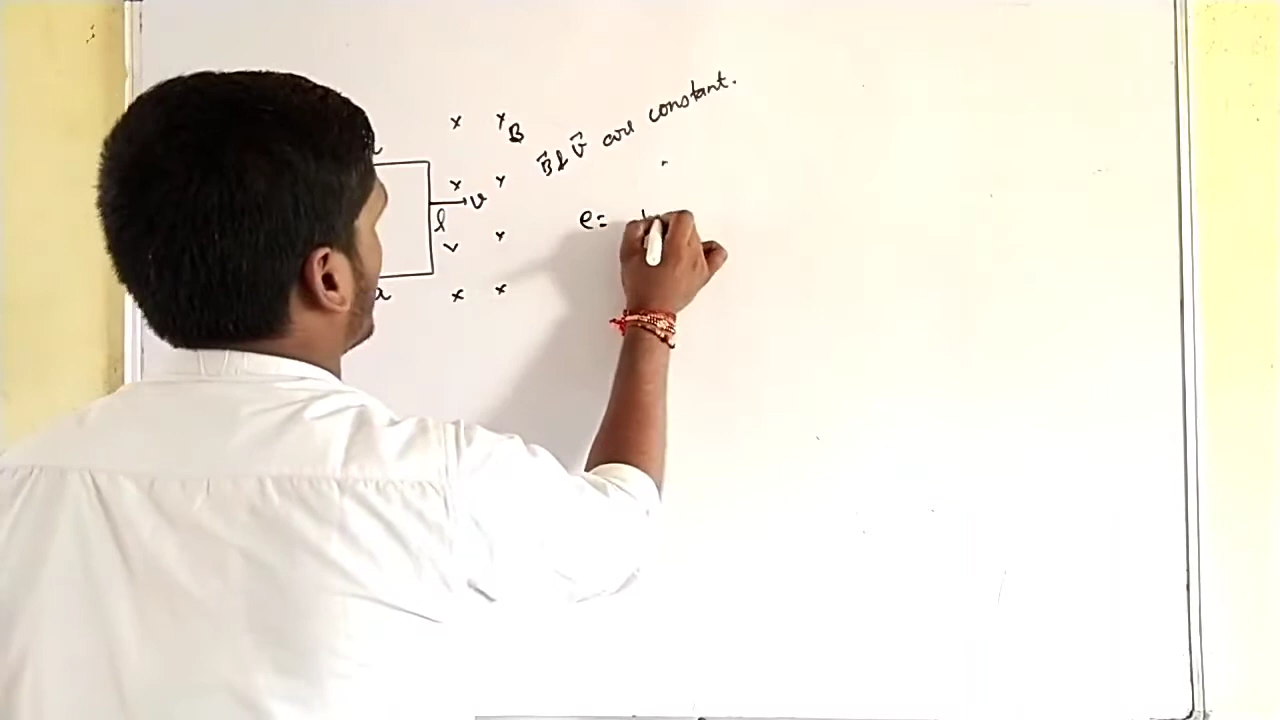 x x B
B⃗ & v⃗ are constant.
x x
v
l
e =
v x
a
x x